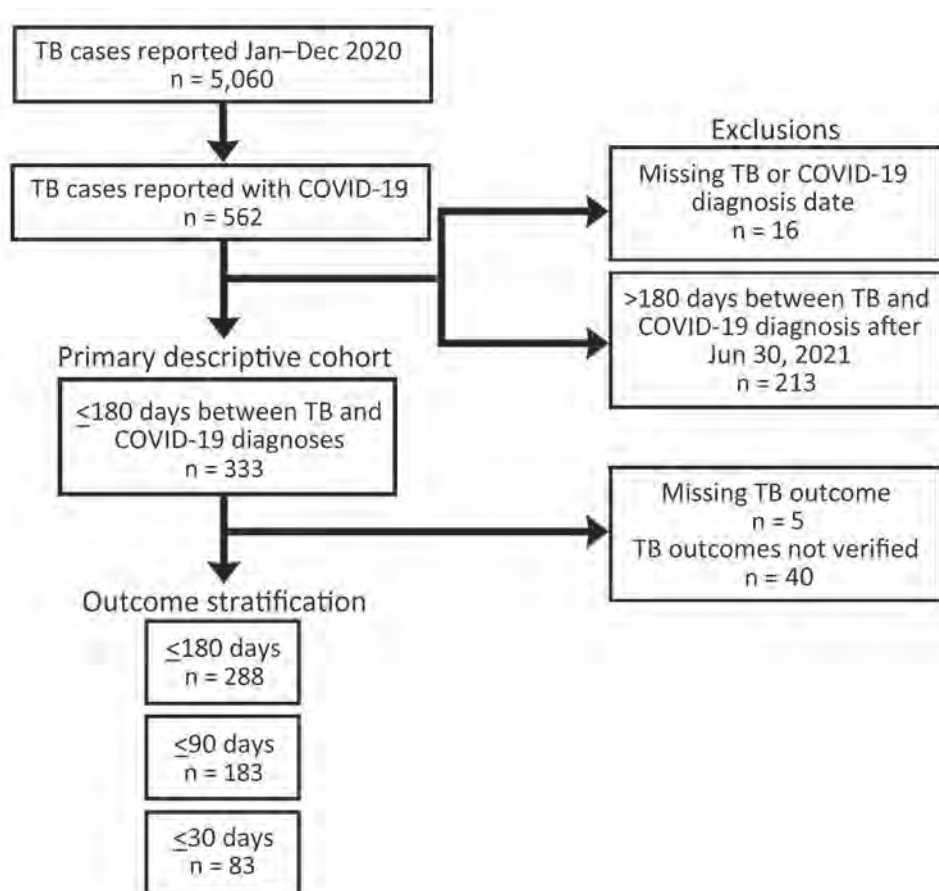 TB cases reported Jan–Dec 2020
n = 5,060
TB cases reported with COVID-19
n = 562
Exclusions
Missing TB or COVID-19
diagnosis date
n = 16
>180 days between TB and
COVID-19 diagnosis after
Jun 30, 2021
n = 213
Primary descriptive cohort
≤180 days between TB and
COVID-19 diagnoses
n = 333
Missing TB outcome
n = 5
TB outcomes not verified
n = 40
Outcome stratification
≤180 days
n = 288
≤90 days
n = 183
≤30 days
n = 83